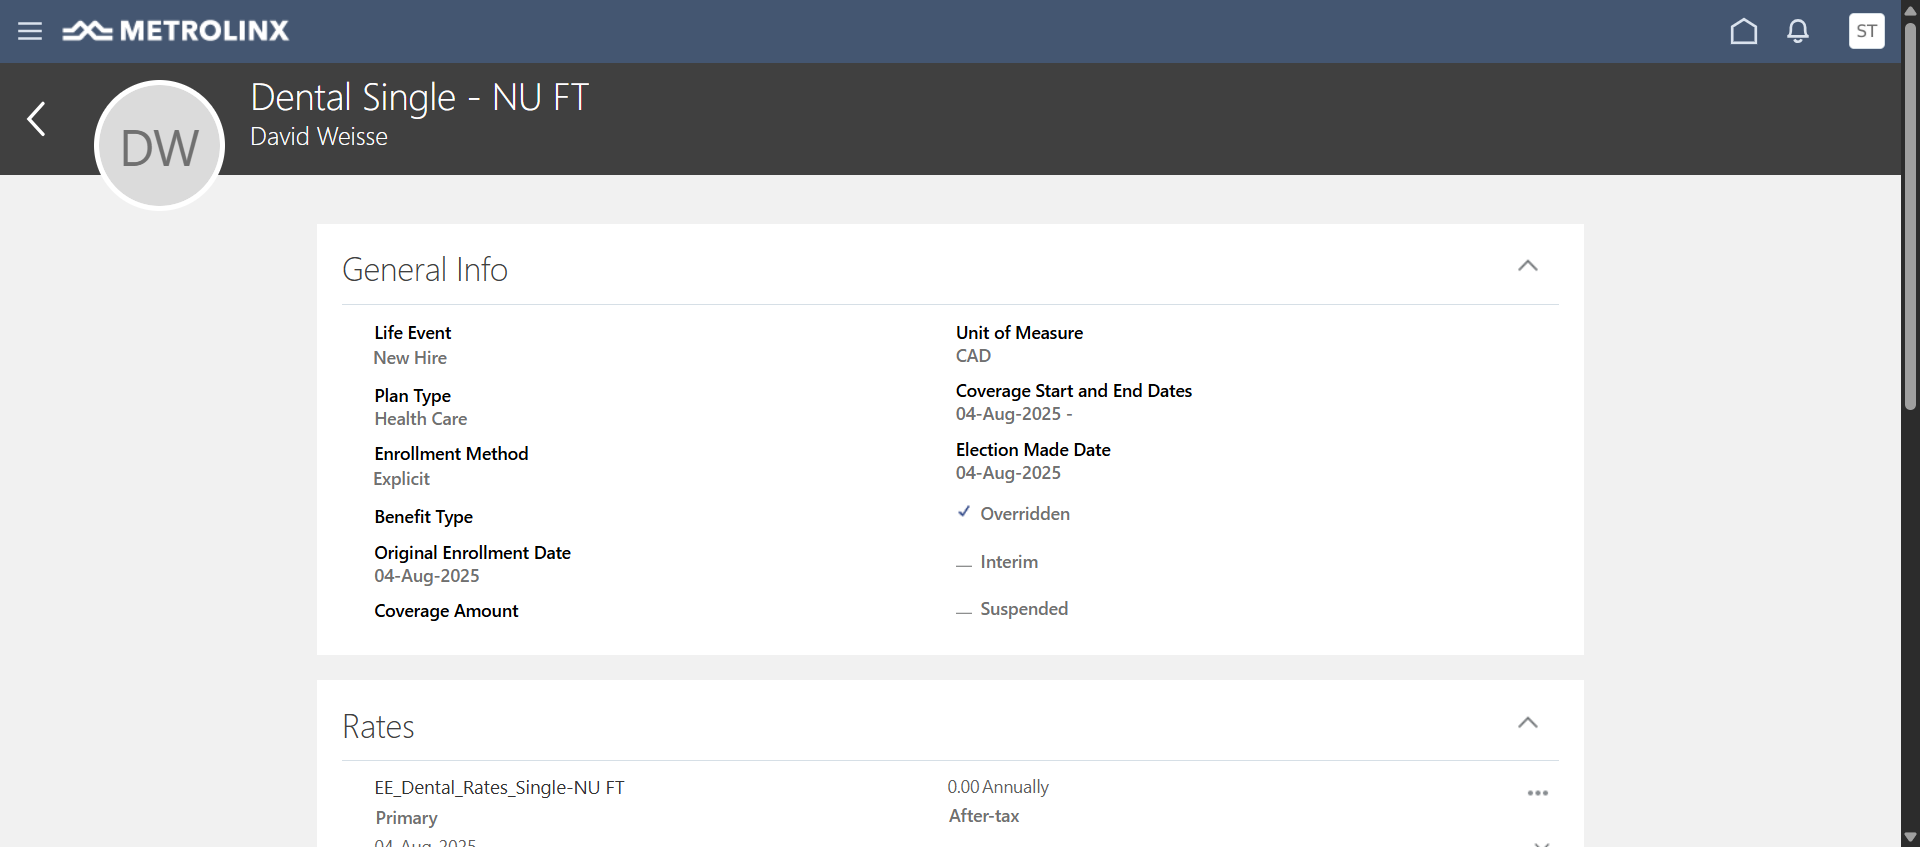 METROLINX
ST
DW
Dental Single - NU FT
David Weisse
General Info
Life Event
New Hire
Plan Type
Health Care
Enrollment Method
Explicit
Benefit Type
Original Enrollment Date
04-Aug-2025
Coverage Amount
Unit of Measure
CAD
Coverage Start and End Dates
04-Aug-2025 -
Election Made Date
04-Aug-2025
Overridden
Interim
Suspended
Rates
EE_Dental_Rates_Single-NU FT
Primary
04-Aug-2025
0.00 Annually
After-tax